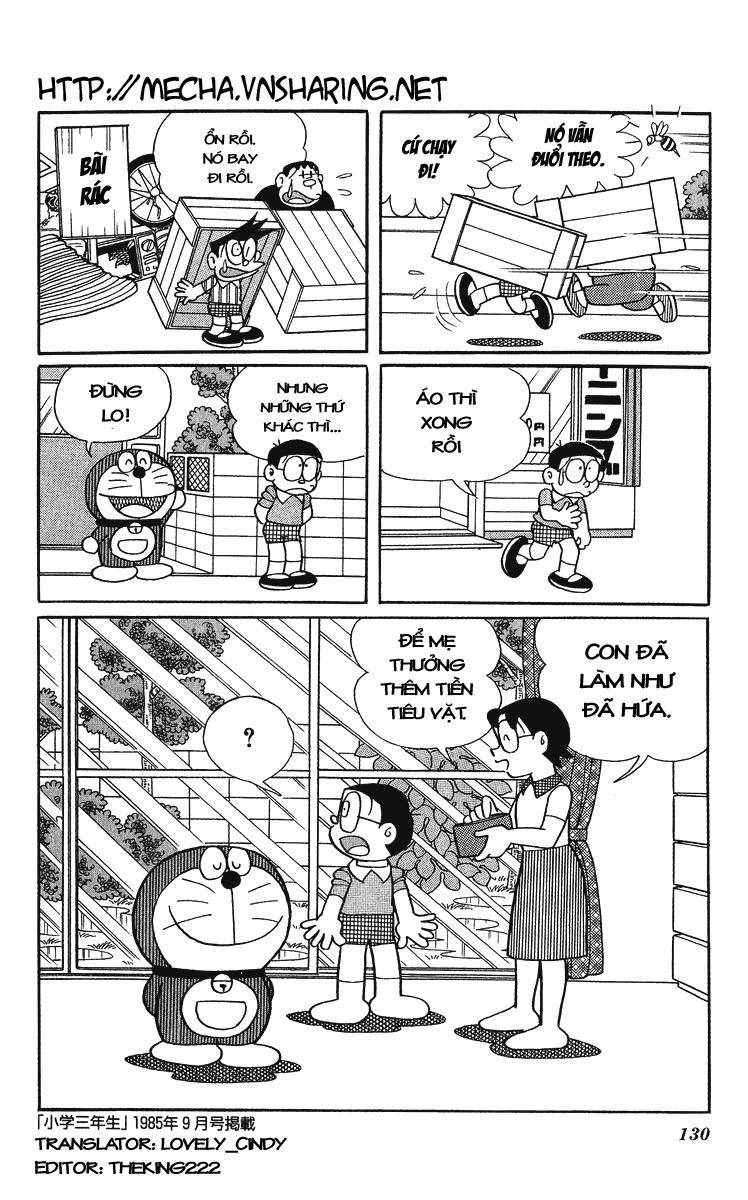 HTTP://MECHA.VNSHARING.NET
NÓ VẪN
ĐUỔI THEO.
CỨ CHẠY
ĐI!
BÃI
RÁC
ỔN RỒI.
NÓ BAY
ĐI RỒI.
ÁO THÌ
XONG
RỒI
NHƯNG
NHỮNG THỨ
KHÁC THÌ...
ĐỪNG
LO!
CON ĐÃ
LÀM NHƯ
ĐÃ HỨA.
ĐỂ MẸ
THƯỞNG
THÊM TIỀN
TIÊU VẶT.
?
「小学三年生」1985年9月号掲載
TRANSLATOR: LOVELY_CINDY
EDITOR: THEKING222
130